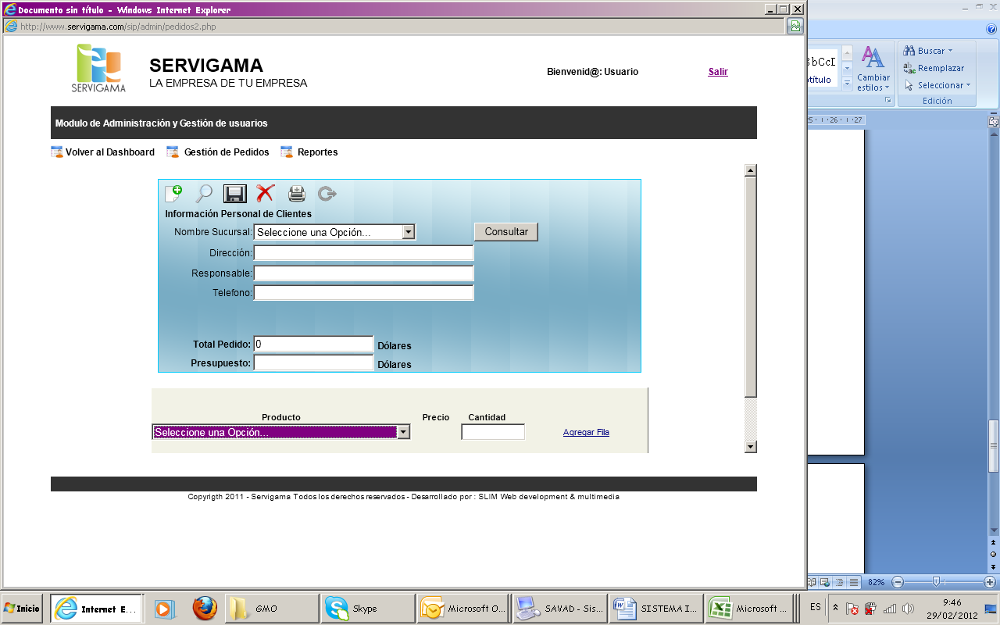 Documento sin título - Windows Internet Explorer
http://www.servigama.com/sip/admin/pedidos2.php
SERVIGAMA
SERVIGAMA
LA EMPRESA DE TU EMPRESA
Bienvenid@: Usuario
Salir
Modulo de Administración y Gestión de usuarios
Volver al Dashboard Gestión de Pedidos Reportes
Información Personal de Clientes
Nombre Sucursal: Seleccione una Opción... Consultar
Dirección:
Responsable:
Telefono:
Total Pedido: 0 Dólares
Presupuesto: Dólares
Producto Precio Cantidad
Seleccione una Opción... Agregar Fila
Copyrigth 2011 - Servigama Todos los derechos reservados - Desarrollado por : SLIM Web development & multimedia
Buscar
Reemplazar
Seleccionar
Edición
Cambiar
estilos
26 27
82%
Inicio Internet E... GMO Skype Microsoft O... SAVAD - Sis... SISTEMA I... Microsoft ... ES 9:46
29/02/2012